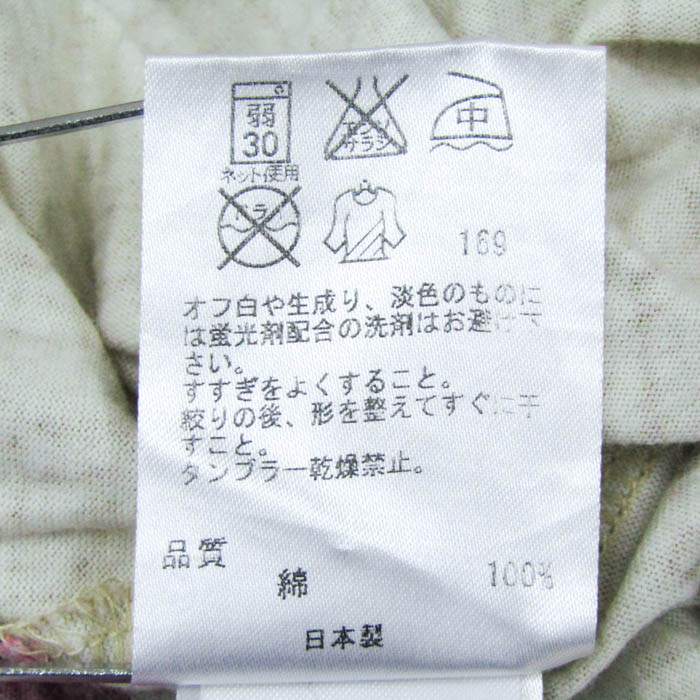 弱
30
ネット使用
エンソ
サラシ
中
ドライ
169
オフ白や生成り、淡色のものに
は蛍光剤配合の洗剤はお避け下
さい。
すすぎをよくすること。
絞りの後、形を整えてすぐに干
すこと。
タンブラー乾燥禁止。
品質
綿 100%
日本製